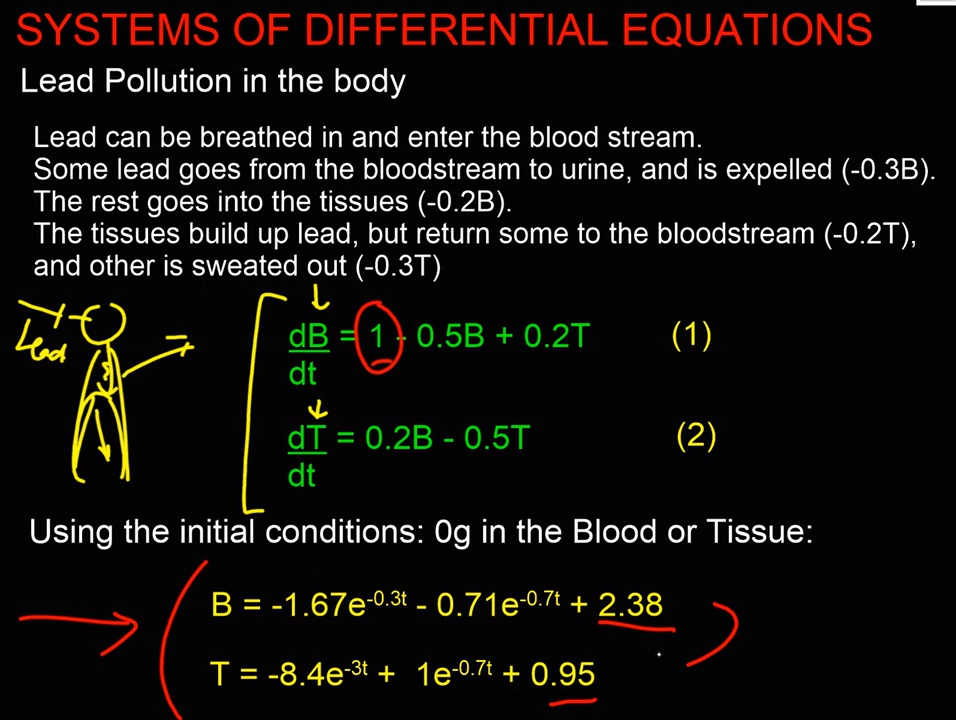 SYSTEMS OF DIFFERENTIAL EQUATIONS
Lead Pollution in the body
Lead can be breathed in and enter the blood stream.
Some lead goes from the bloodstream to urine, and is expelled (-0.3B).
The rest goes into the tissues (-0.2B).
The tissues build up lead, but return some to the bloodstream (-0.2T),
and other is sweated out (-0.3T)
Lead
dB = 1 - 0.5B + 0.2T (1)
dt
dT = 0.2B - 0.5T (2)
dt
Using the initial conditions: 0g in the Blood or Tissue:
B = -1.67e^-0.3t - 0.71e^-0.7t + 2.38
T = -8.4e^-3t + 1e^-0.7t + 0.95